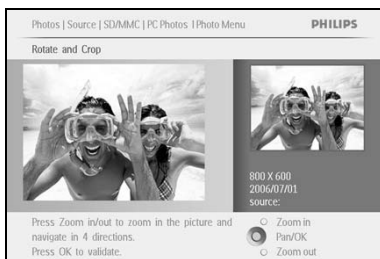 Photos | Source | SD/MMC | PC Photos I Photo Menu
PHILIPS
Rotate and Crop
800 X 600
2006/07/01
source:
Press Zoom in/out to zoom in the picture and
navigate in 4 directions.
Press OK to validate.
Zoom in
Pan/OK
Zoom out